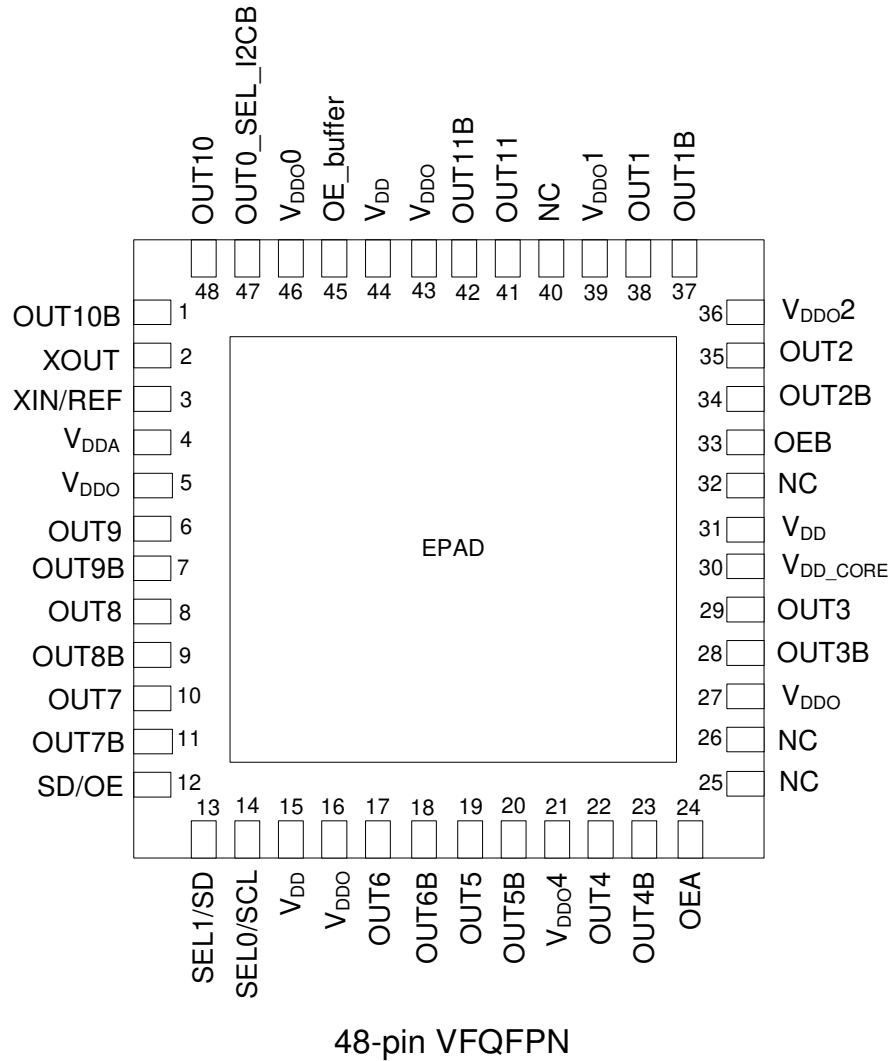 OUT10
OUT0_SEL_I2CB
VDDO0
OE_buffer
VDD
VDDO
OUT11B
OUT11
NC
VDDO1
OUT1
OUT1B
48
47
46
45
44
43
42
41
40
39
38
37
OUT10B 1
XOUT 2
XIN/REF 3
VDDA 4
VDDO 5
OUT9 6
OUT9B 7
OUT8 8
OUT8B 9
OUT7 10
OUT7B 11
SD/OE 12
EPAD
36 VDDO2
35 OUT2
34 OUT2B
33 OEB
32 NC
31 VDD
30 VDD_CORE
29 OUT3
28 OUT3B
27 VDDO
26 NC
25 NC
13
14
15
16
17
18
19
20
21
22
23
24
SEL1/SD
SEL0/SCL
VDD
VDDO
OUT6
OUT6B
OUT5
OUT5B
VDDO4
OUT4
OUT4B
OEA
48-pin VFQFPN